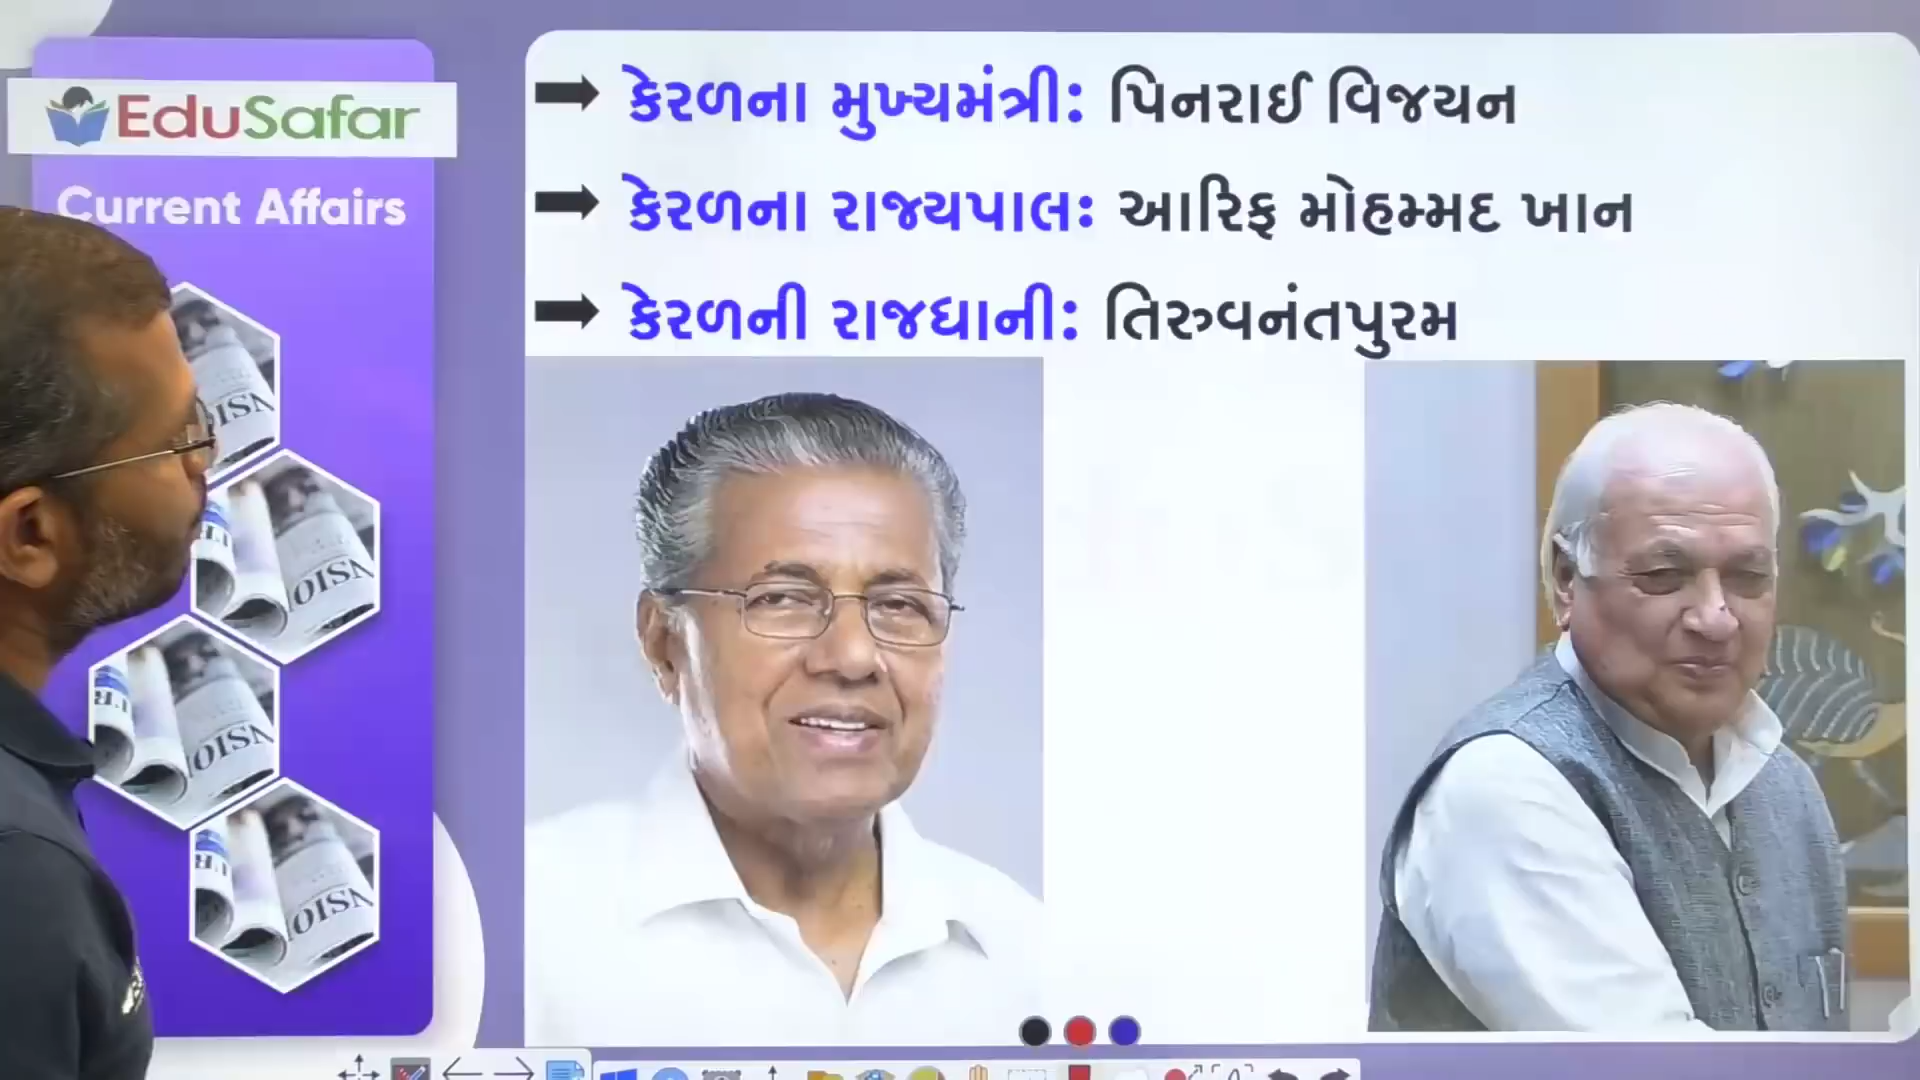 EduSafar
Current Affairs
➡ કેરળના મુખ્યમંત્રી: પિનરાઈ વિજયન
➡ કેરળના રાજ્યપાલ: આરિફ મોહમ્મદ ખાન
➡ કેરળની રાજધાની: તિરુવનંતપુરમ